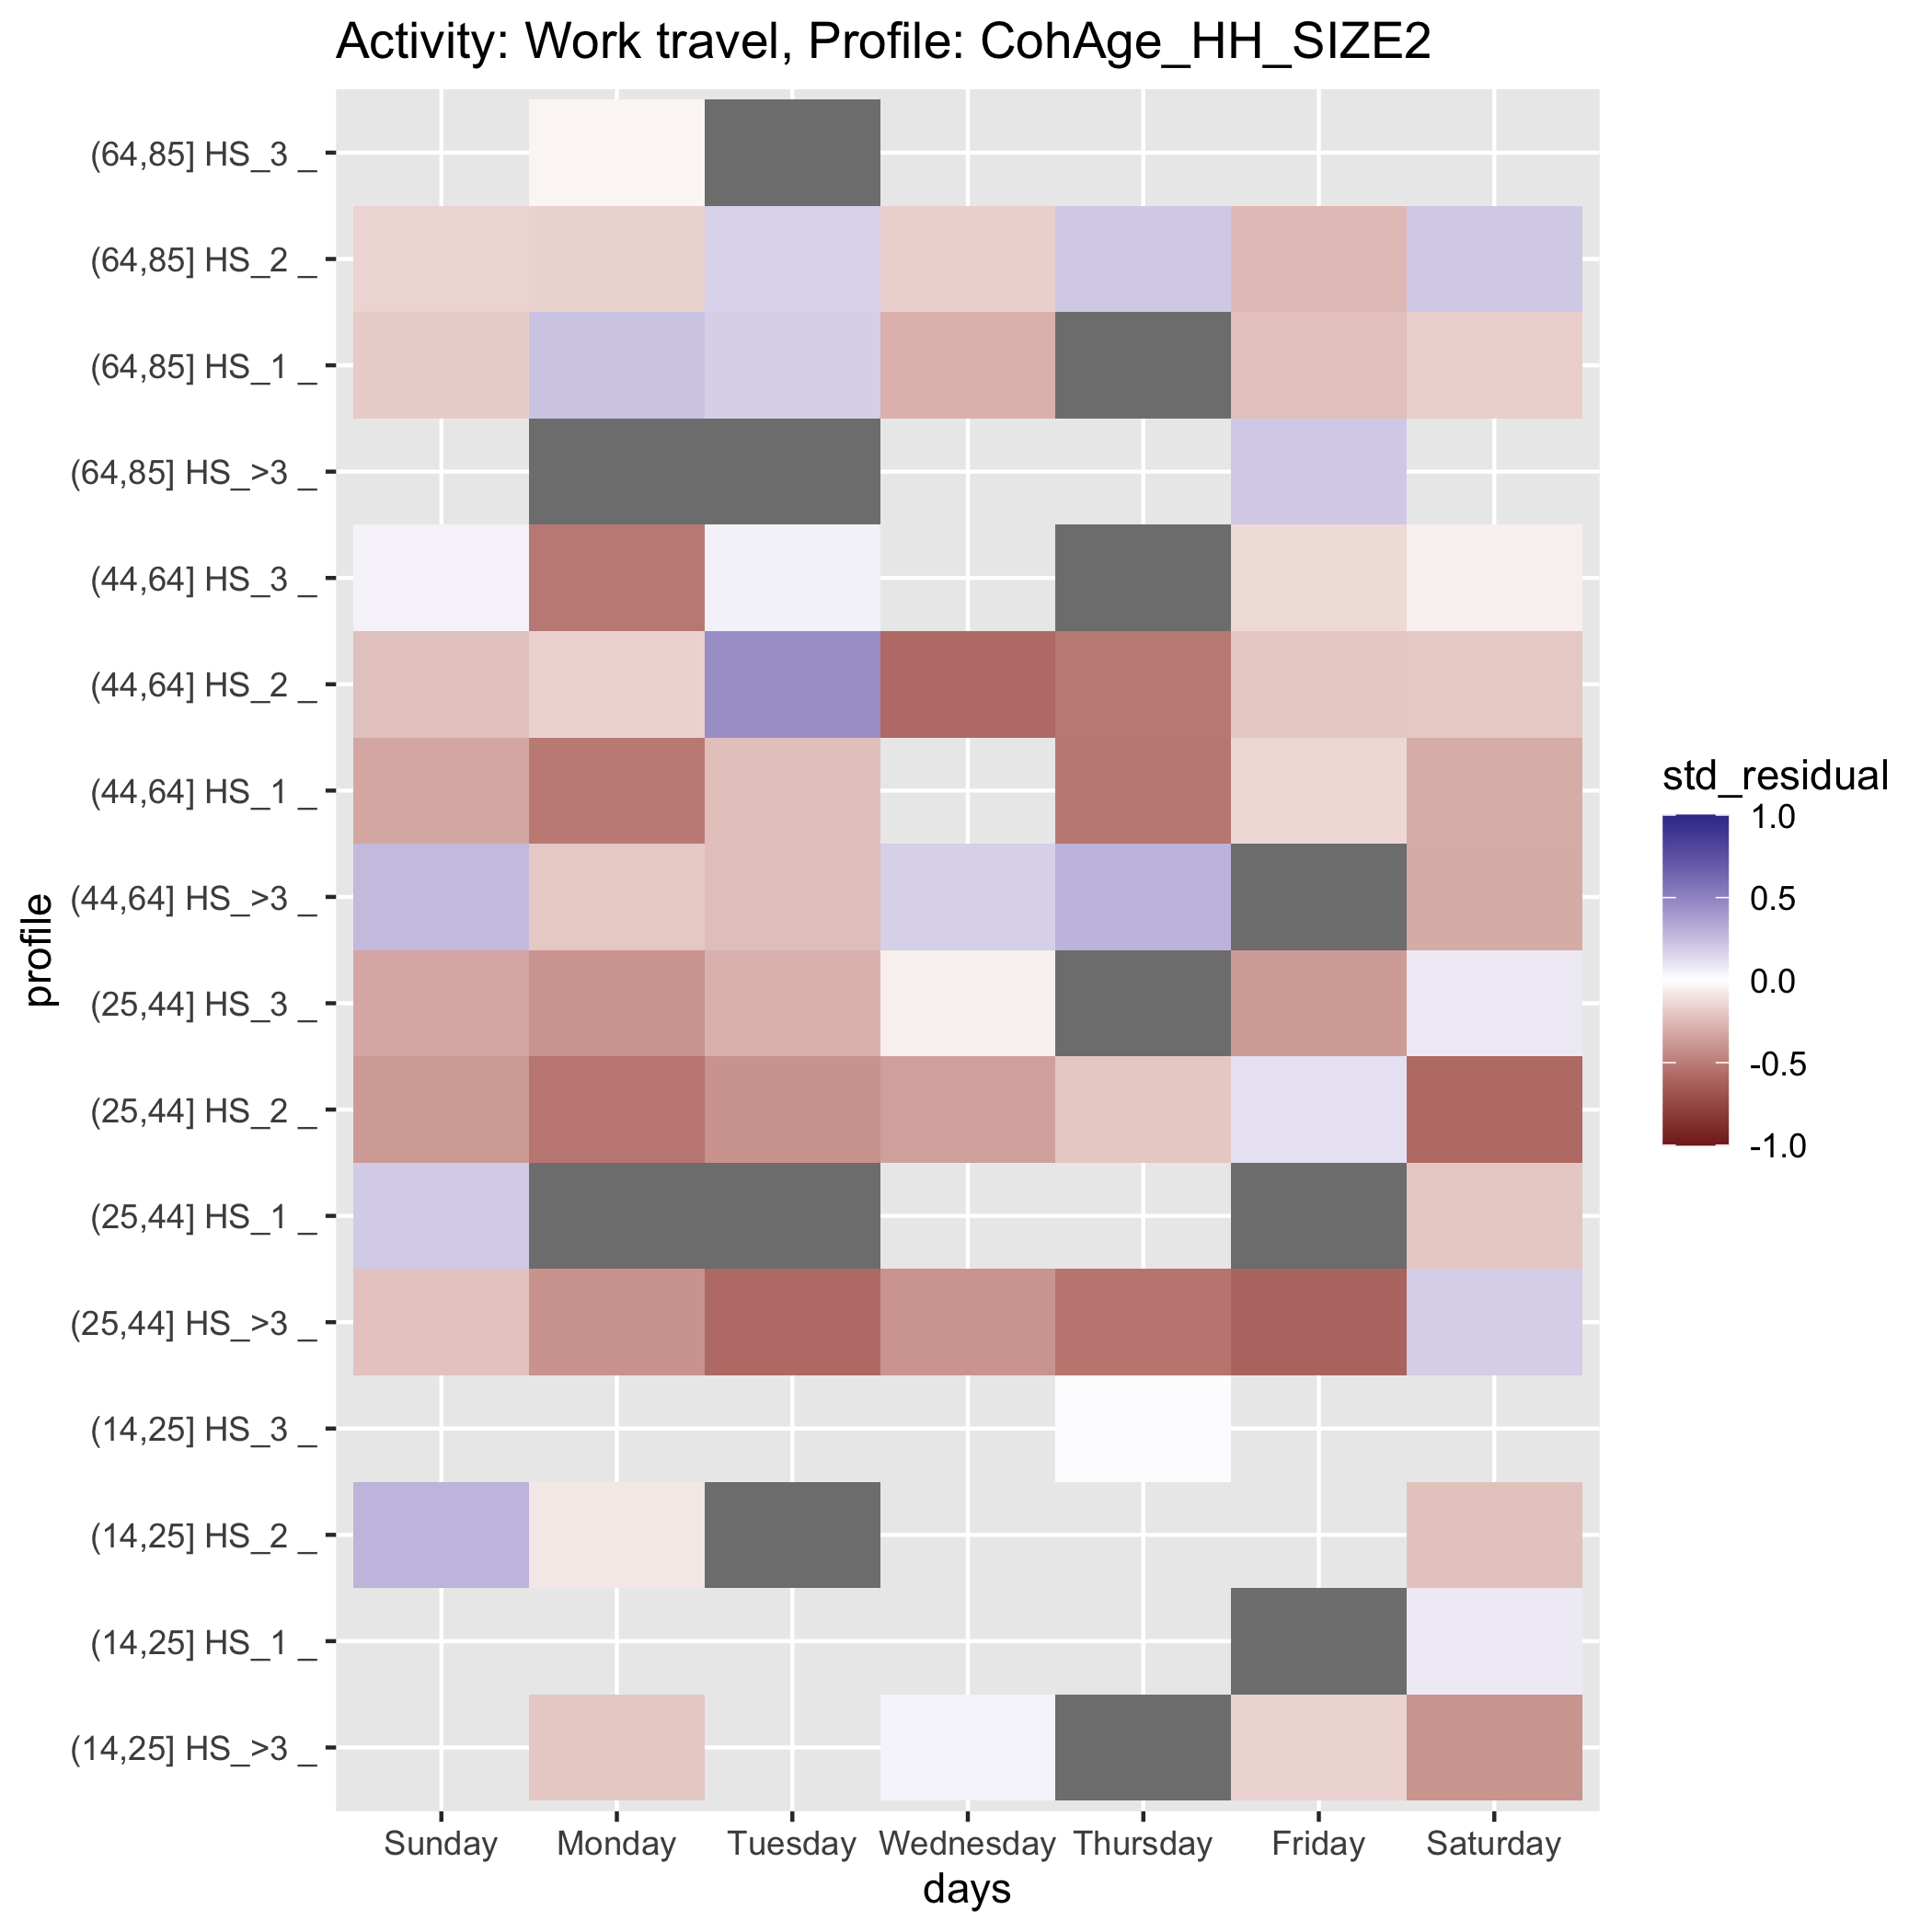 Activity: Work travel, Profile: CohAge_HH_SIZE2
(64,85] HS_3 _
(64,85] HS_2 _
(64,85] HS_1 _
(64,85] HS_>3 _
(44,64] HS_3 _
(44,64] HS_2 _
(44,64] HS_1 _
(44,64] HS_>3 _
(25,44] HS_3 _
(25,44] HS_2 _
(25,44] HS_1 _
(25,44] HS_>3 _
(14,25] HS_3 _
(14,25] HS_2 _
(14,25] HS_1 _
(14,25] HS_>3 _
profile
Sunday Monday Tuesday Wednesday Thursday Friday Saturday
days
std_residual
1.0
0.5
0.0
-0.5
-1.0